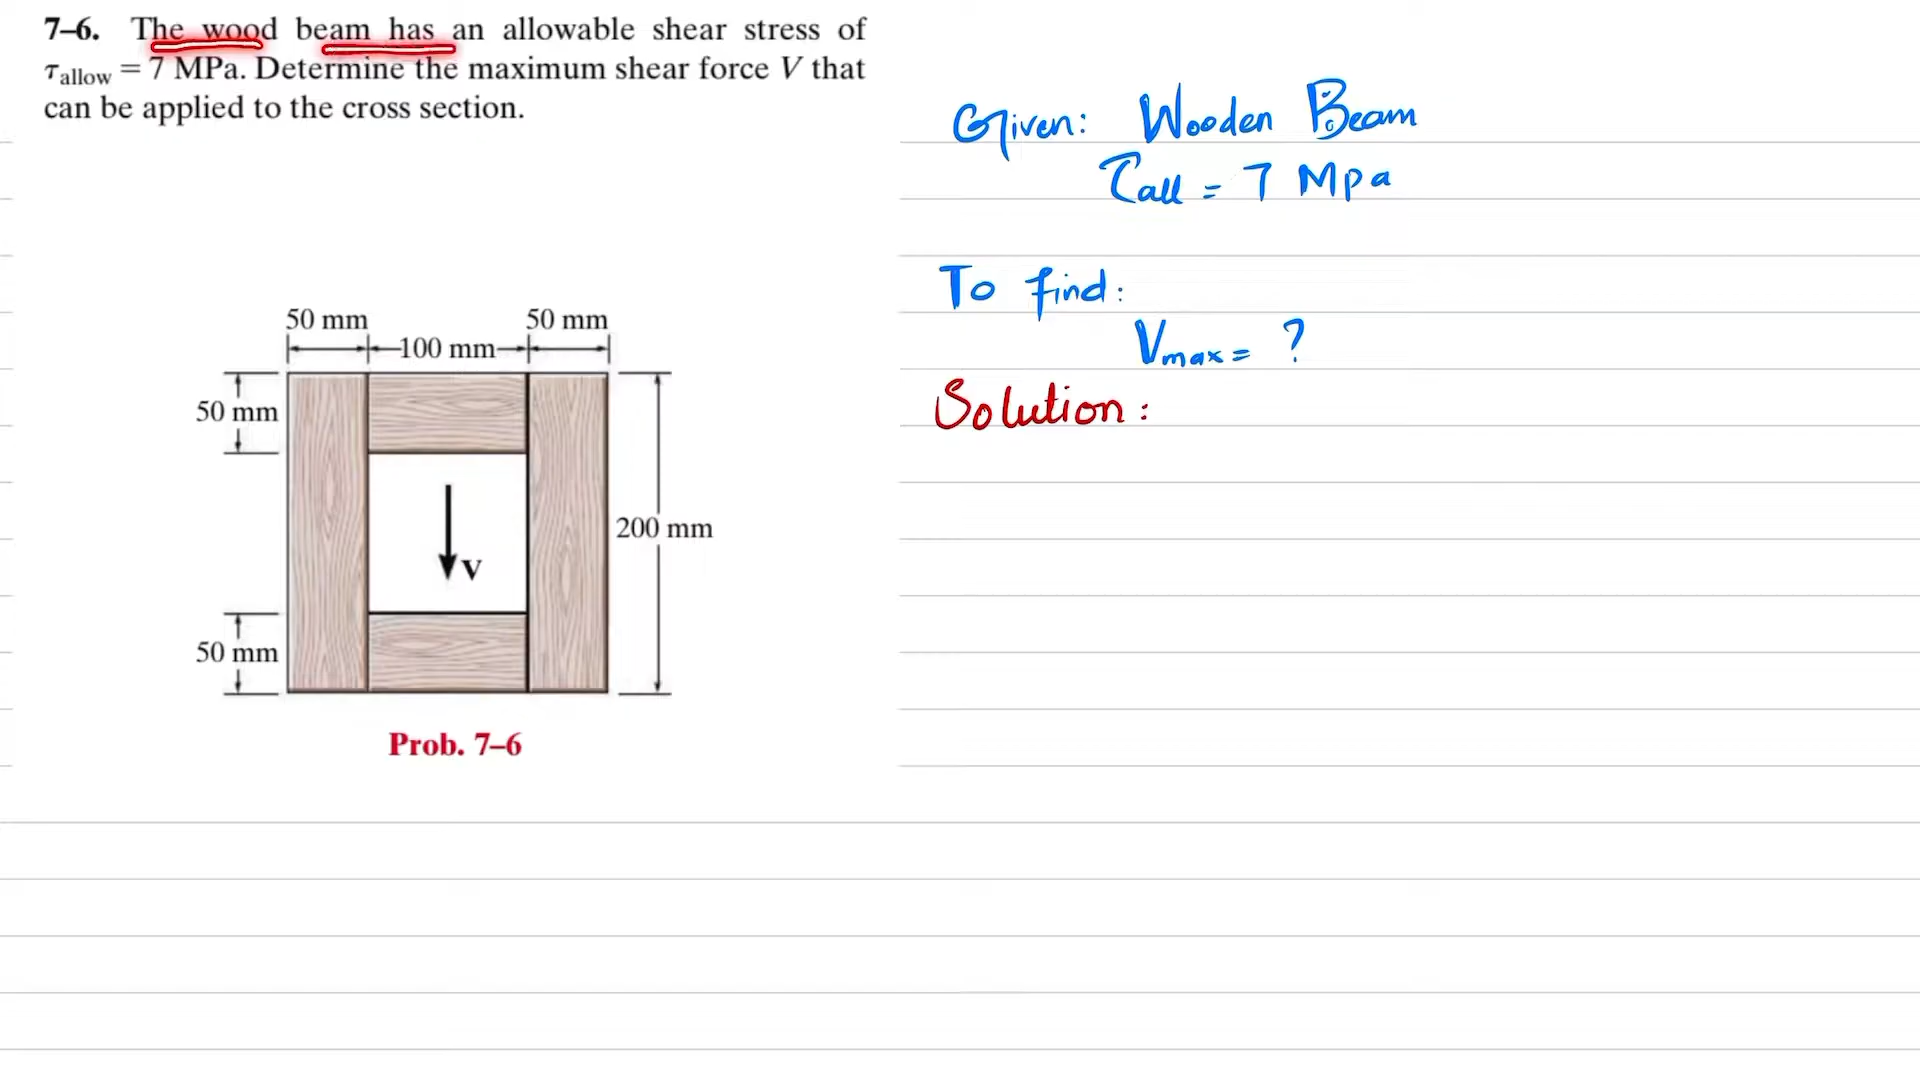 7–6. The wood beam has an allowable shear stress of
τallow = 7 MPa. Determine the maximum shear force V that
can be applied to the cross section.
Given: Wooden Beam
τall = 7 Mpa
To find:
Vmax = ?
Solution:
50 mm
50 mm
100 mm
50 mm
200 mm
V
50 mm
Prob. 7–6